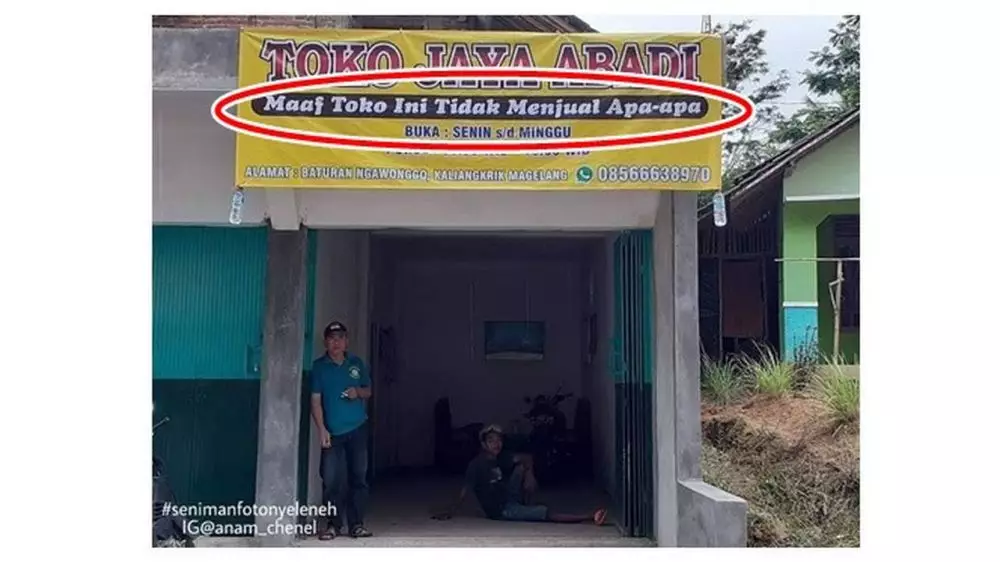 TOKO JAYA ABADI
Maaf Toko Ini Tidak Menjual Apa-apa
BUKA : SENIN s/d MINGGU
WIB
ALAMAT : BATURAN NGAWONGGO, KALIANGKRIK MAGELANG 08566638970
#senimanfotonyeleneh
IG@anam_chenel